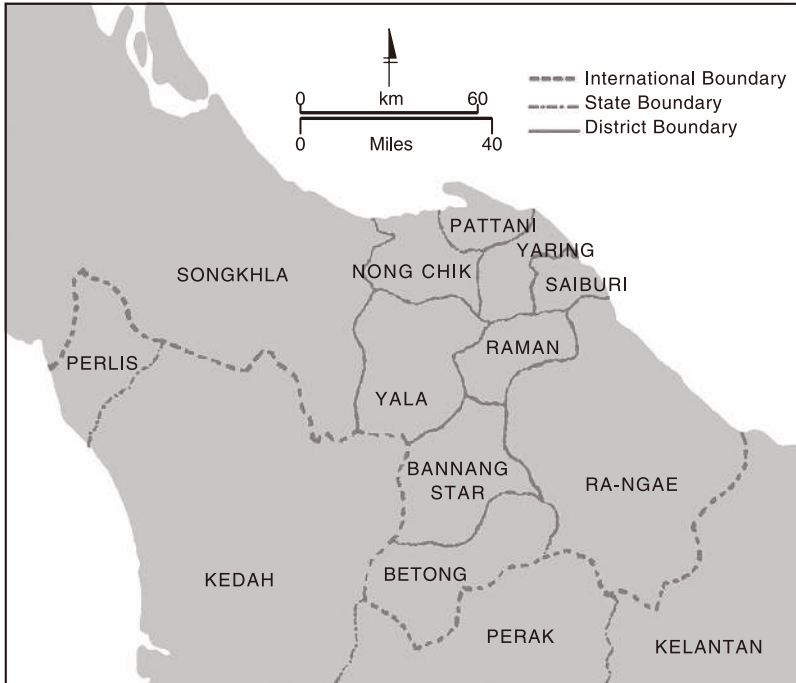 0 km 60
0 Miles 40
International Boundary
State Boundary
District Boundary
PATTANI
YARING
SONGKHLA
NONG CHIK
SAIBURI
PERLIS
RAMAN
YALA
BANNANG
STAR
RA-NGAE
KEDAH
BETONG
PERAK
KELANTAN